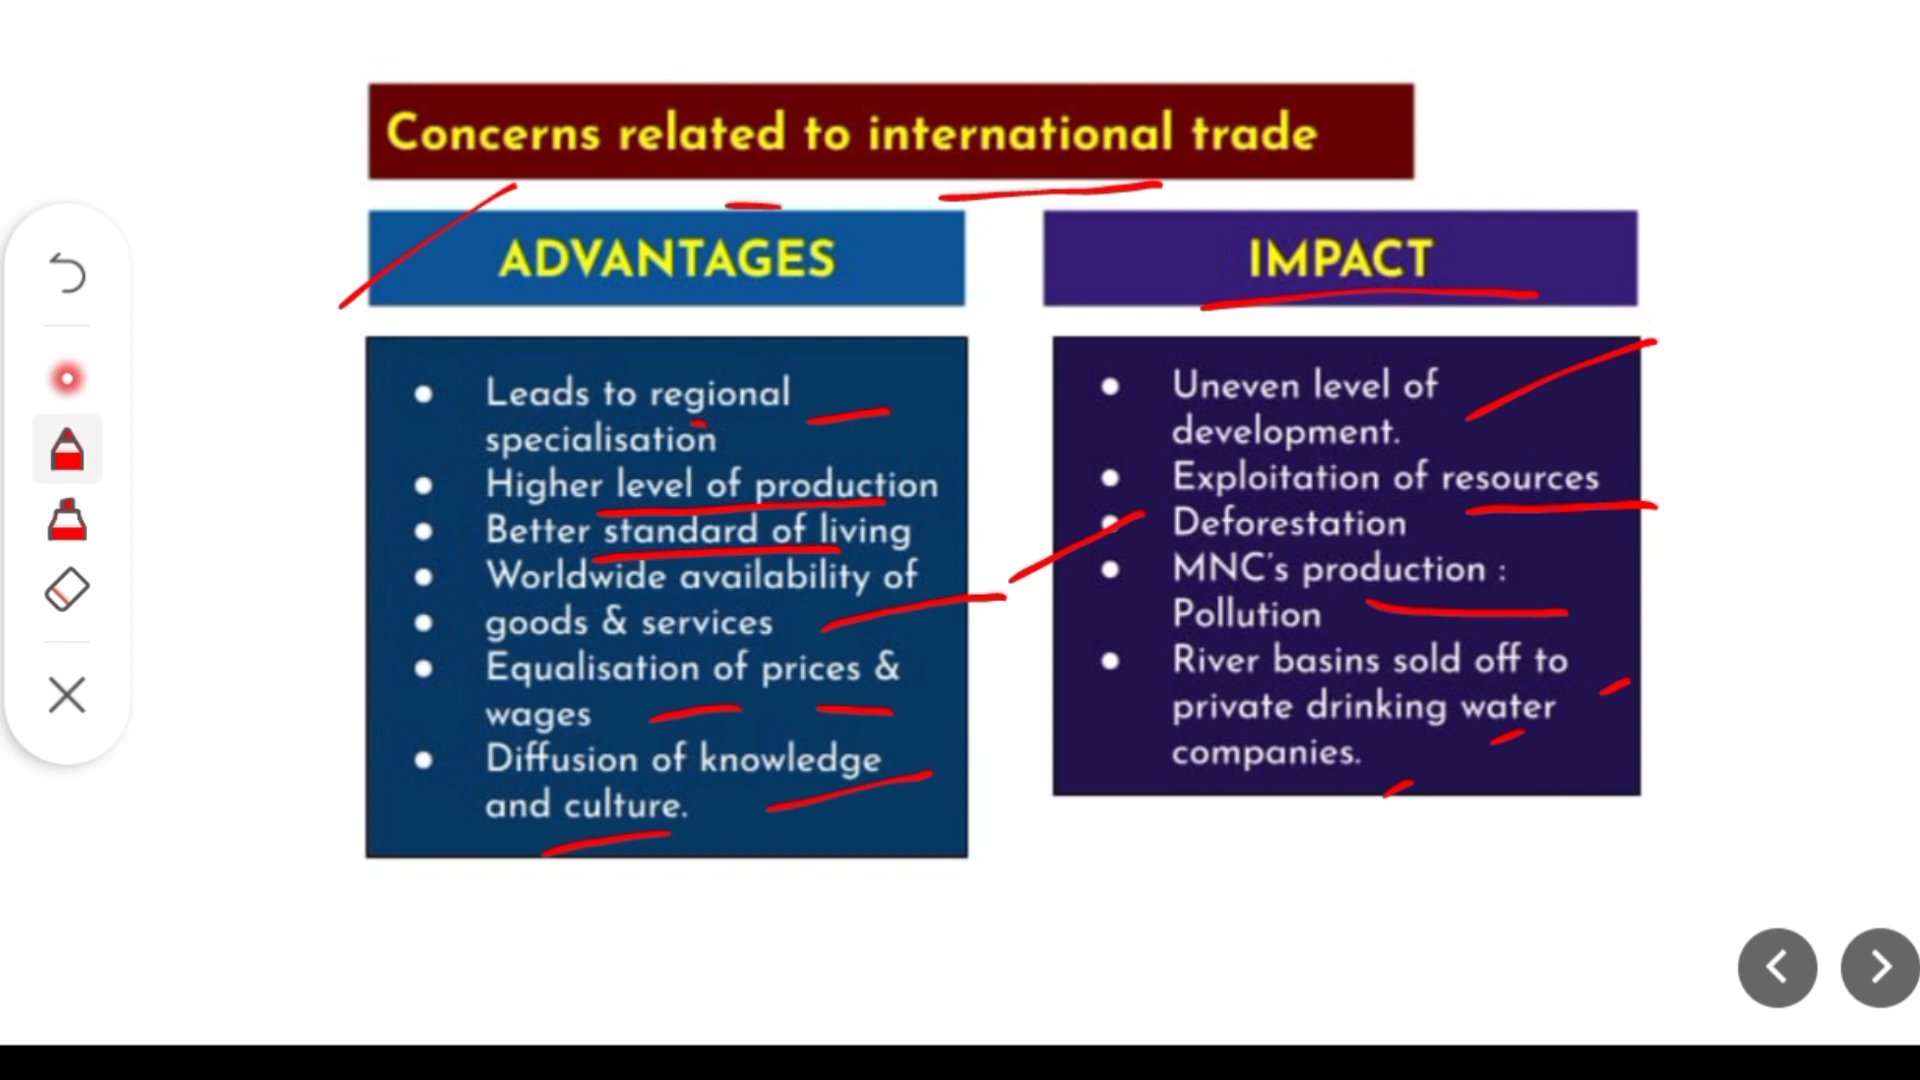 Concerns related to international trade
ADVANTAGES
● Leads to regional
specialisation
● Higher level of production
● Better standard of living
● Worldwide availability of
● goods & services
● Equalisation of prices &
wages
● Diffusion of knowledge
and culture.
IMPACT
● Uneven level of
development.
● Exploitation of resources
● Deforestation
● MNC's production :
Pollution
● River basins sold off to
private drinking water
companies.